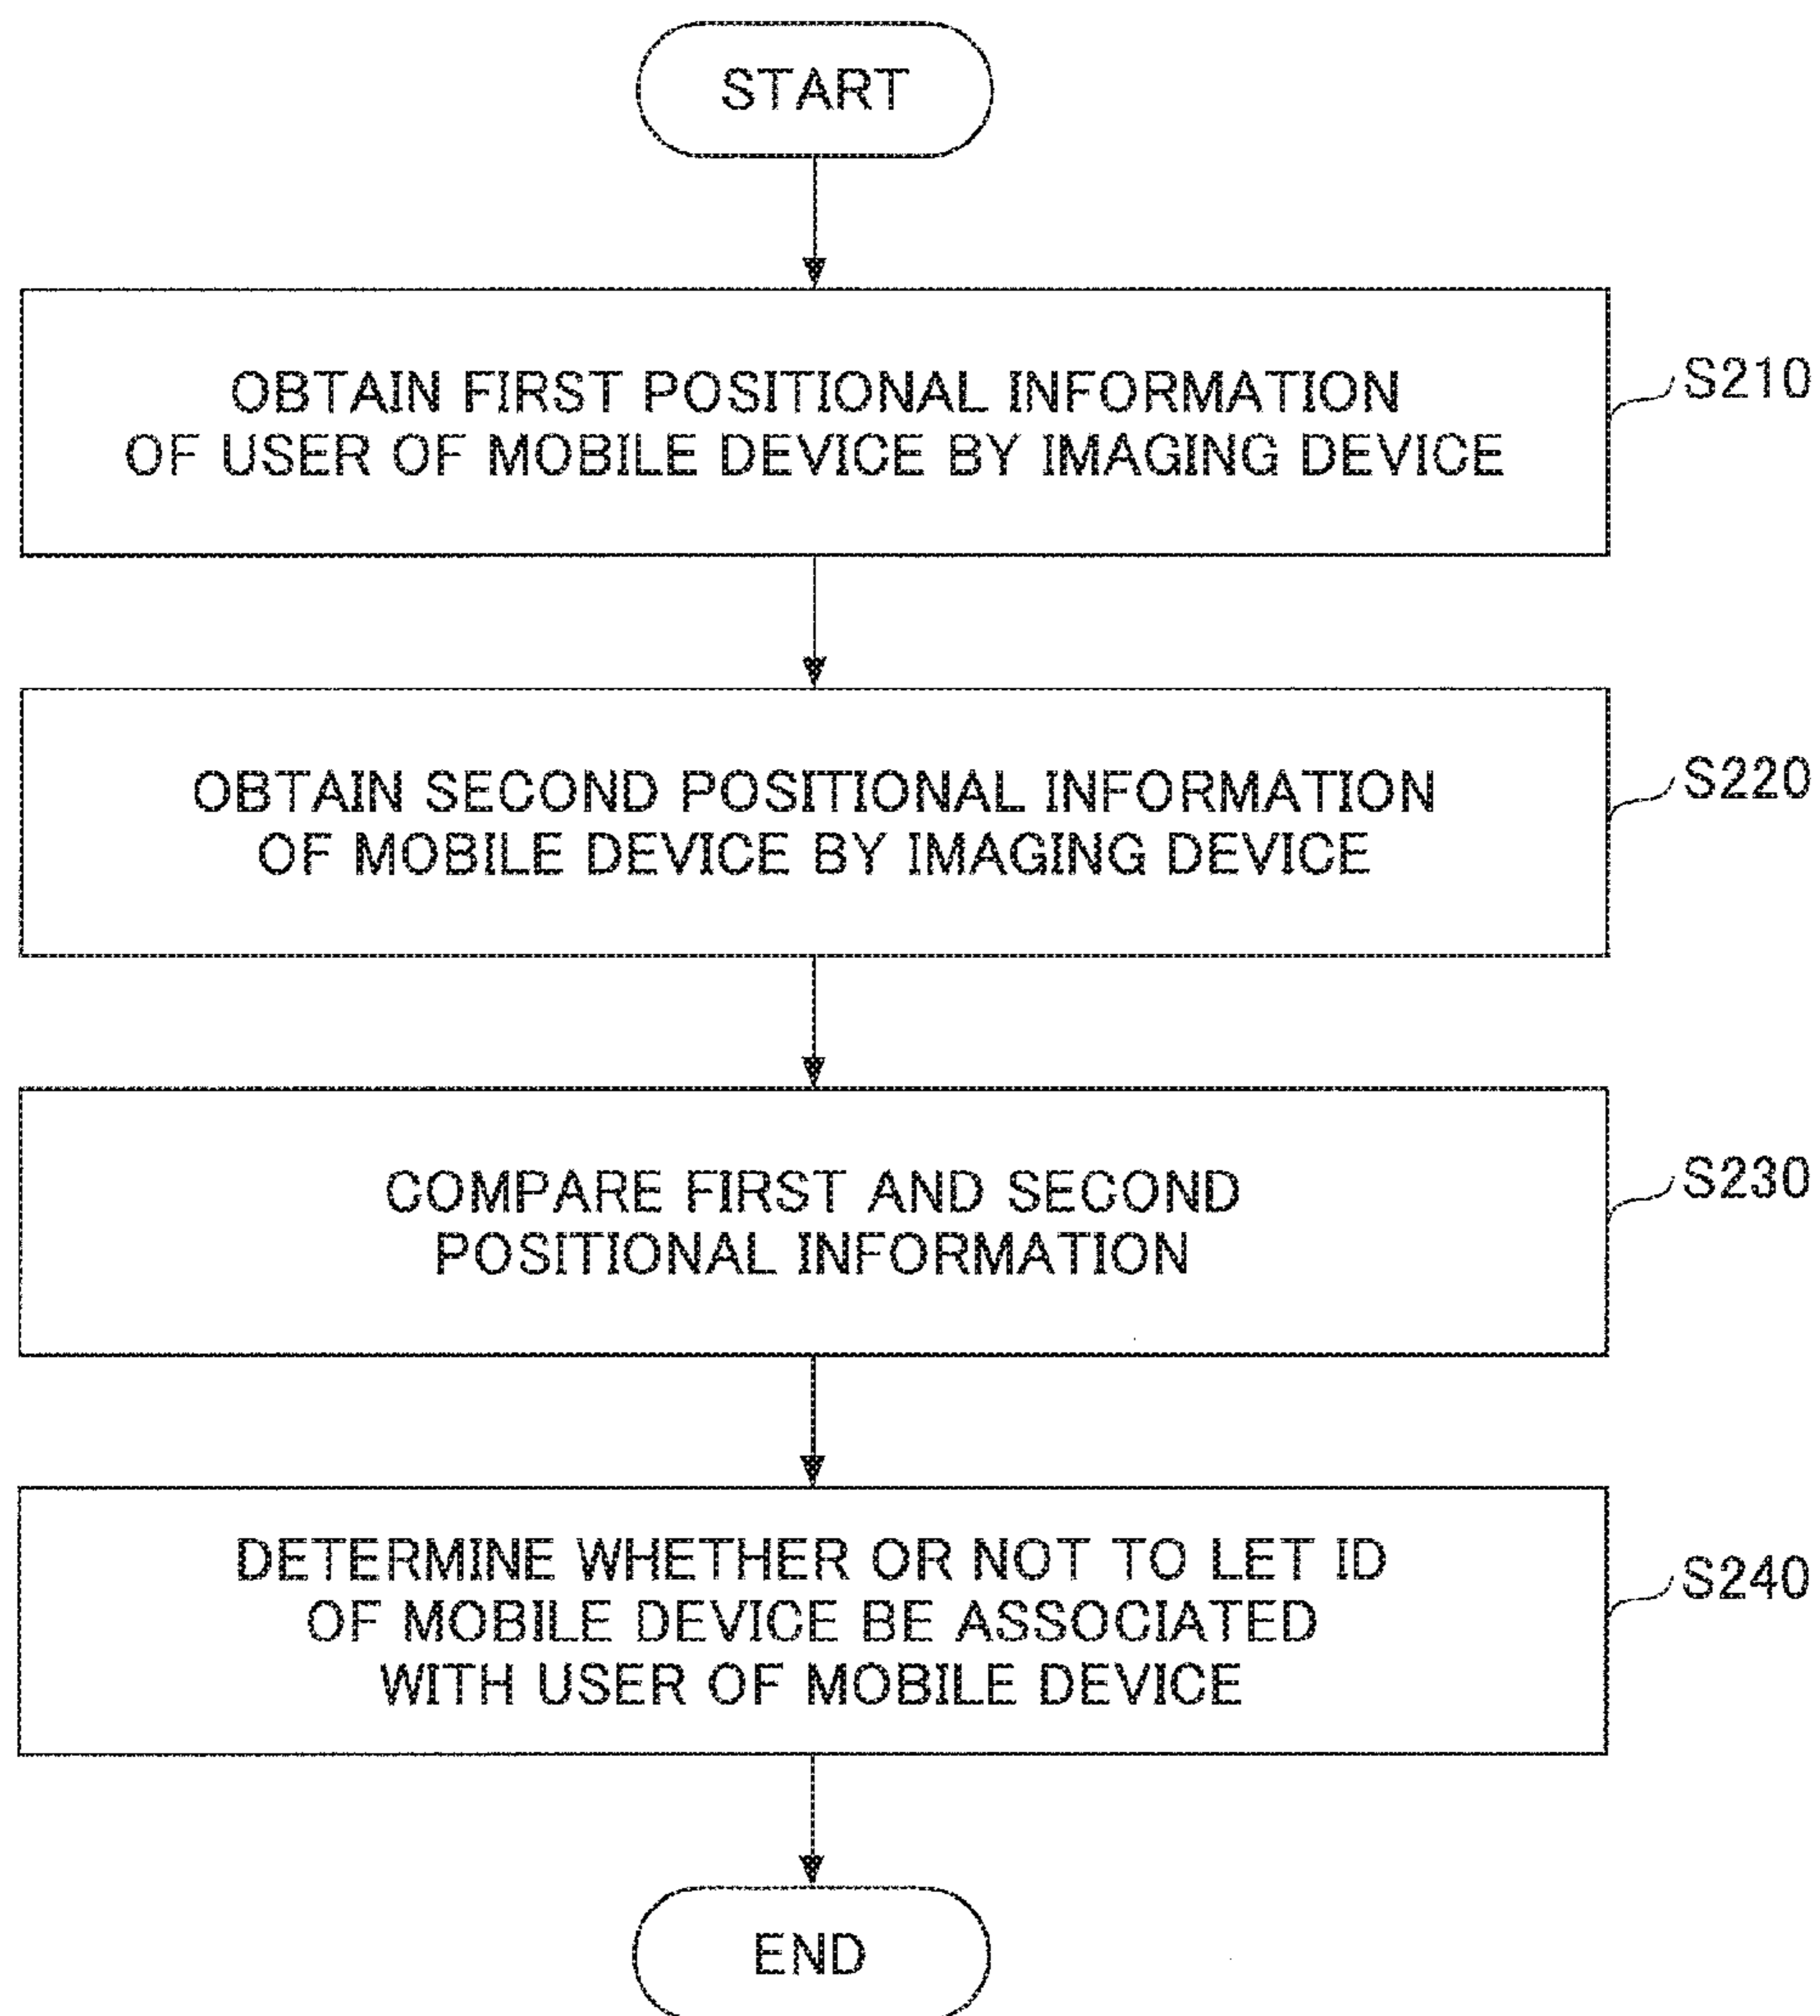 START
OBTAIN FIRST POSITIONAL INFORMATION
OF USER OF MOBILE DEVICE BY IMAGING DEVICE
S210
OBTAIN SECOND POSITIONAL INFORMATION
OF MOBILE DEVICE BY IMAGING DEVICE
S220
COMPARE FIRST AND SECOND
POSITIONAL INFORMATION
S230
DETERMINE WHETHER OR NOT TO LET ID
OF MOBILE DEVICE BE ASSOCIATED
WITH USER OF MOBILE DEVICE
S240
END